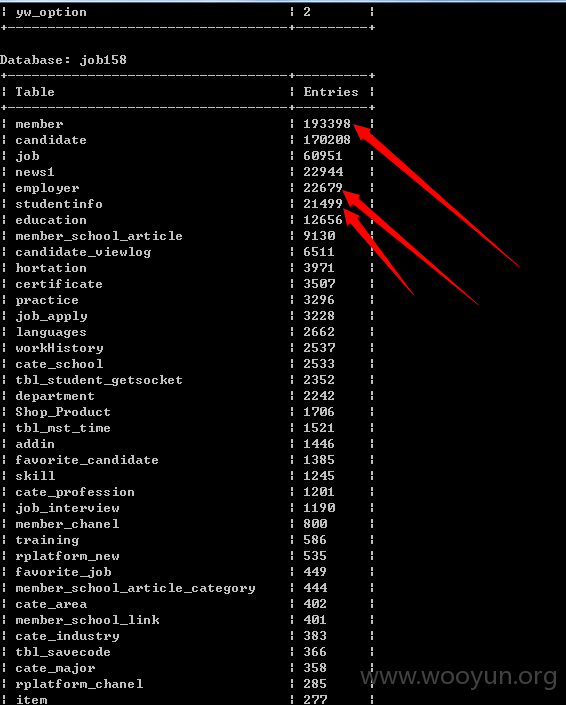 ¦ yw_option ¦ 2 ¦
+-----------------------------------+---------+
Database: job158
+-----------------------------------+---------+
¦ Table ¦ Entries ¦
+-----------------------------------+---------+
¦ member ¦ 193398 ¦
¦ candidate ¦ 170208 ¦
¦ job ¦ 60951 ¦
¦ news1 ¦ 22944 ¦
¦ employer ¦ 22679 ¦
¦ studentinfo ¦ 21499 ¦
¦ education ¦ 12656 ¦
¦ member_school_article ¦ 9130 ¦
¦ candidate_viewlog ¦ 6511 ¦
¦ hortation ¦ 3971 ¦
¦ certificate ¦ 3507 ¦
¦ practice ¦ 3296 ¦
¦ job_apply ¦ 3228 ¦
¦ languages ¦ 2662 ¦
¦ workHistory ¦ 2537 ¦
¦ cate_school ¦ 2533 ¦
¦ tbl_student_getsocket ¦ 2352 ¦
¦ department ¦ 2242 ¦
¦ Shop_Product ¦ 1706 ¦
¦ tbl_mst_time ¦ 1521 ¦
¦ addin ¦ 1446 ¦
¦ favorite_candidate ¦ 1385 ¦
¦ skill ¦ 1245 ¦
¦ cate_profession ¦ 1201 ¦
¦ job_interview ¦ 1190 ¦
¦ member_chanel ¦ 800 ¦
¦ training ¦ 586 ¦
¦ rplatform_new ¦ 535 ¦
¦ favorite_job ¦ 449 ¦
¦ member_school_article_category ¦ 444 ¦
¦ cate_area ¦ 402 ¦
¦ member_school_link ¦ 401 ¦
¦ cate_industry ¦ 383 ¦
¦ tbl_savecode ¦ 366 ¦
¦ cate_major ¦ 358 ¦
¦ rplatform_chanel ¦ 285 ¦
¦ item ¦ 277 ¦
www.wooyun.org